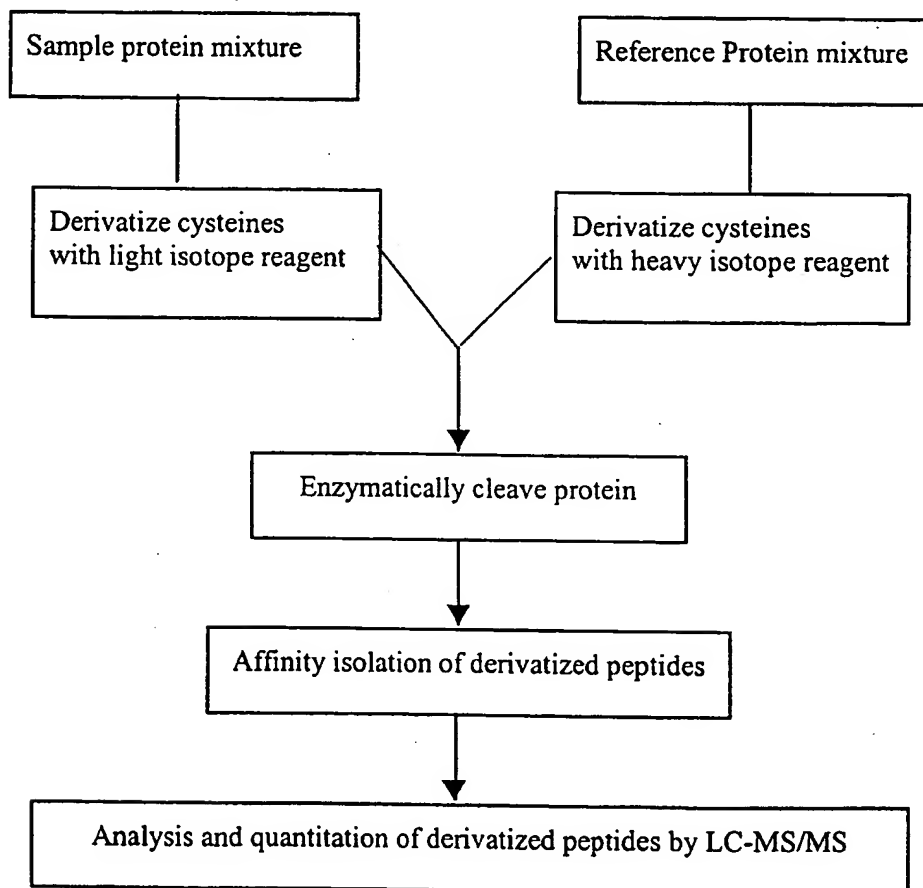 Sample protein mixture
Reference Protein mixture
Derivatize cysteines
with light isotope reagent
Derivatize cysteines
with heavy isotope reagent
Enzymatically cleave protein
Affinity isolation of derivatized peptides
Analysis and quantitation of derivatized peptides by LC-MS/MS